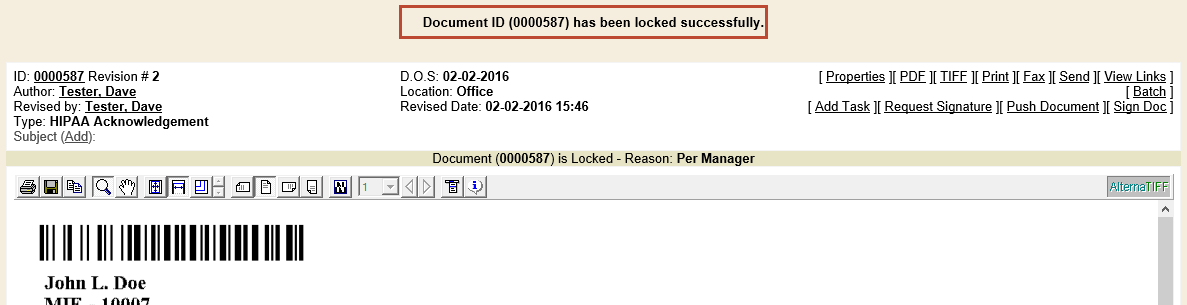 Document ID (0000587) has been locked successfully.
ID: 0000587 Revision # 2
Author: Tester, Dave
Revised by: Tester, Dave
Type: HIPAA Acknowledgement
Subject (Add):
D.O.S: 02-02-2016
Location: Office
Revised Date: 02-02-2016 15:46
[ Properties ][ PDF ][ TIFF ][ Print ][ Fax ][ Send ][ View Links ]
[ Batch ]
[ Add Task ][ Request Signature ][ Push Document ][ Sign Doc ]
Document (0000587) is Locked - Reason: Per Manager
1
AlternaTIFF
John L. Doe
MIE - 10007